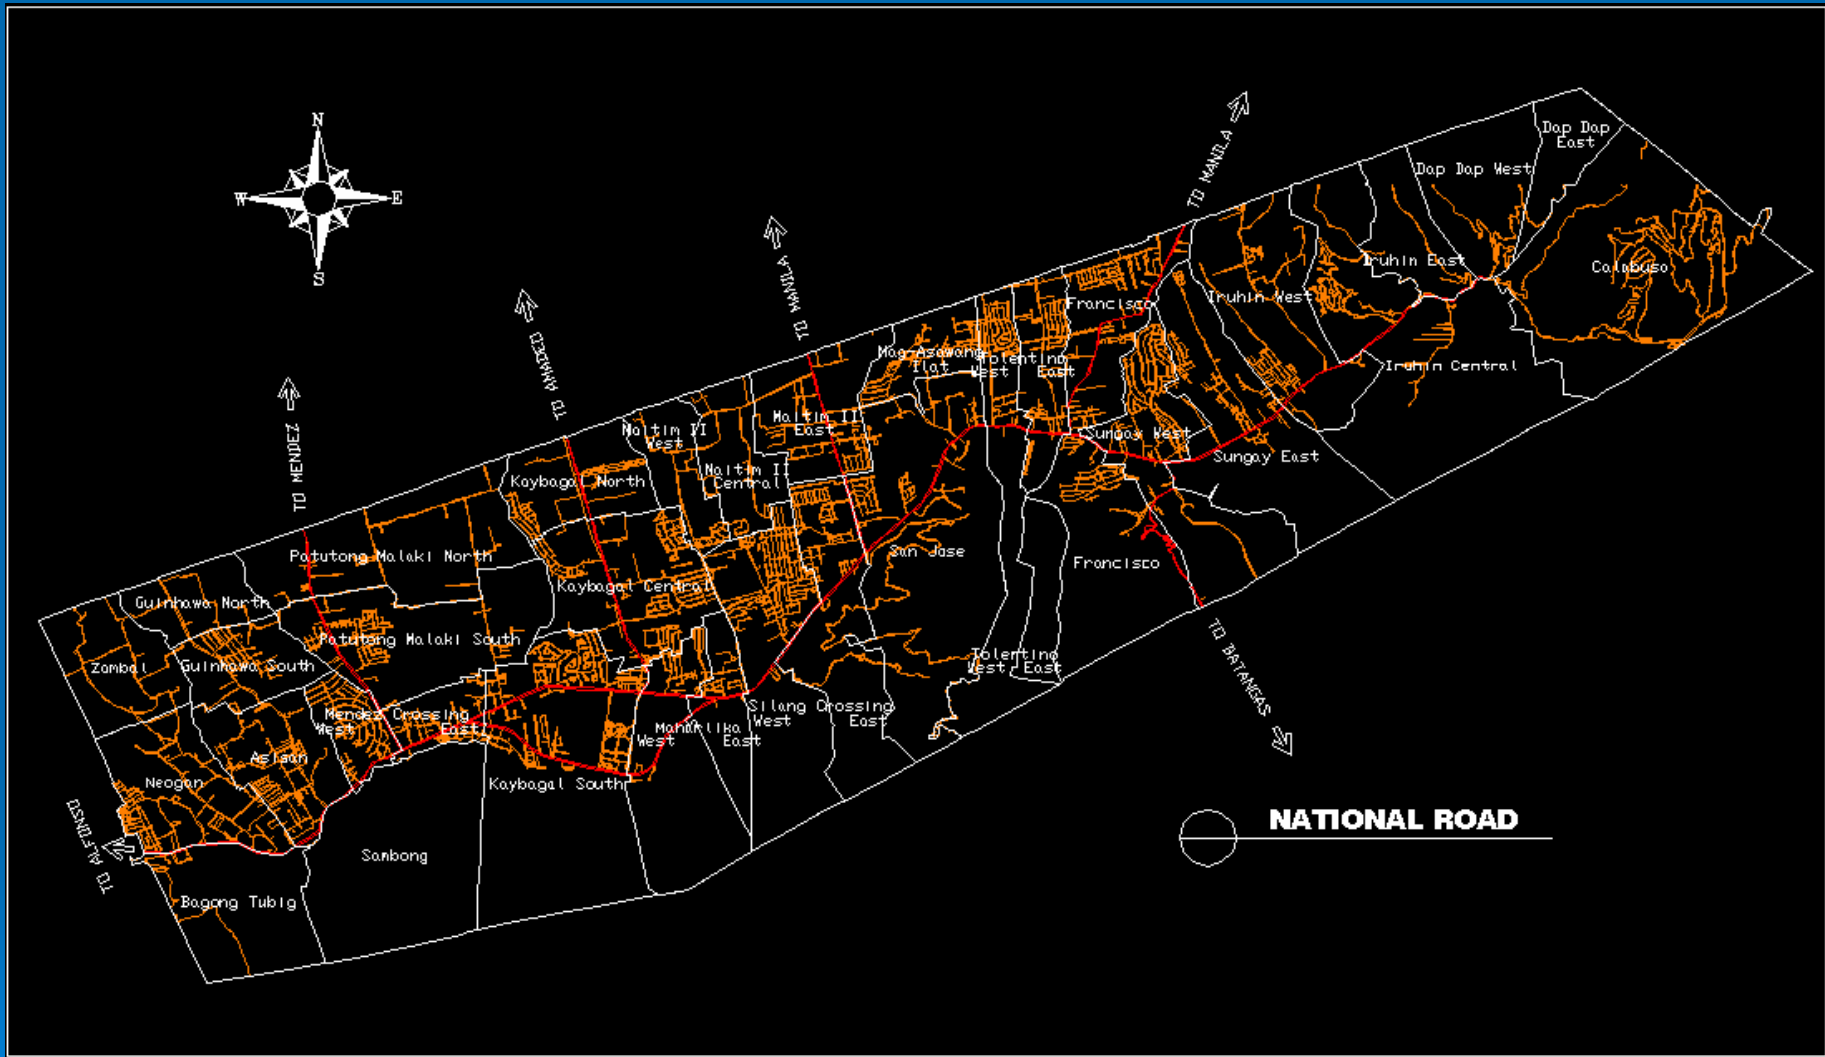 N
W
E
S
TO MANILA
Dap Dap
East
Dap Dap West
TO MANILA
Iruhin East
Calabuso
Iruhin West
Francisco
TO AMADEO
Mag-Asawang
Ilat
Tolentino
West East
Iruhin Central
TO MENDEZ
Maitim II
East
Maitim II
West
Sungay West
Sungay East
Maitim II
Central
Kaybagal North
San Jase
Francisco
Patutong Malaki North
Kaybagal Central
Guinhawa North
Patutong Malaki South
Zambal
Guinhawa South
Tolentino
West East
TO BATANGAS
Mendez Crossing
West
East
Silang Crossing
West
East
Maharlika
West
East
Asisan
Neogan
Kaybagal South
TO ALFONSO
NATIONAL ROAD
Sambong
Bagong Tubig